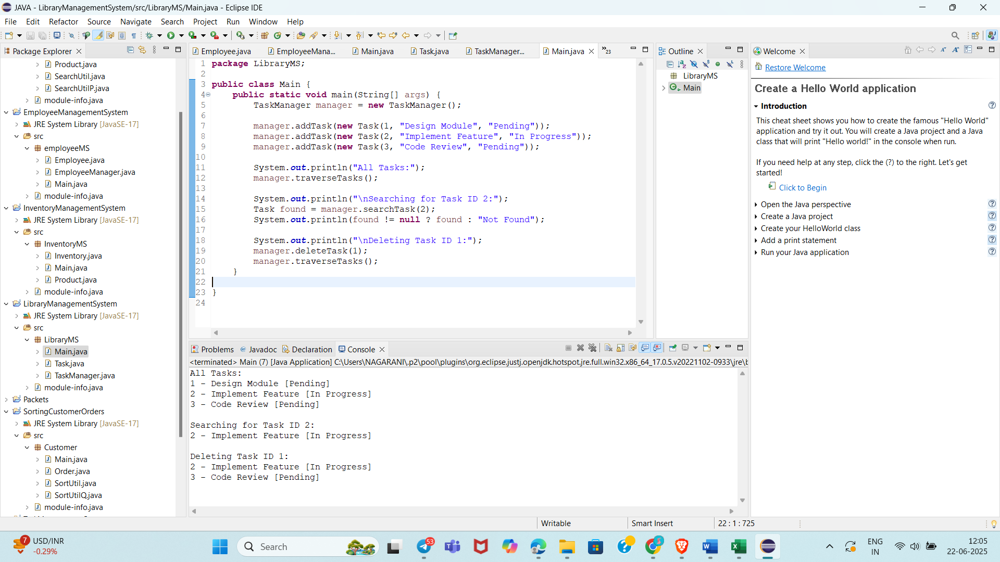 JAVA - LibraryManagementSystem/src/LibraryMS/Main.java - Eclipse IDE
File Edit Refactor Source Navigate Search Project Run Window Help
Package Explorer
Product.java
SearchUtil.java
SearchUtilP.java
module-info.java
EmployeeManagementSystem
JRE System Library [JavaSE-17]
src
employeeMS
Employee.java
EmployeeManager.java
Main.java
module-info.java
InventoryManagementSystem
JRE System Library [JavaSE-17]
src
InventoryMS
Inventory.java
Main.java
Product.java
module-info.java
LibraryManagementSystem
JRE System Library [JavaSE-17]
src
LibraryMS
Main.java
Task.java
TaskManager.java
module-info.java
Packets
SortingCustomerOrders
JRE System Library [JavaSE-17]
src
Customer
Main.java
Order.java
SortUtil.java
SortUtilQ.java
module-info.java
Employee.java EmployeeMana... Main.java Task.java TaskManager... Main.java »23
1 package LibraryMS;
2
3 public class Main {
4     public static void main(String[] args) {
5         TaskManager manager = new TaskManager();
6
7         manager.addTask(new Task(1, "Design Module", "Pending"));
8         manager.addTask(new Task(2, "Implement Feature", "In Progress"));
9         manager.addTask(new Task(3, "Code Review", "Pending"));
10
11         System.out.println("All Tasks:");
12         manager.traverseTasks();
13
14         System.out.println("\nSearching for Task ID 2:");
15         Task found = manager.searchTask(2);
16         System.out.println(found != null ? found : "Not Found");
17
18         System.out.println("\nDeleting Task ID 1:");
19         manager.deleteTask(1);
20         manager.traverseTasks();
21     }
22
23 }
24
Outline
LibraryMS
Main
Welcome
Restore Welcome
Create a Hello World application
Introduction
This cheat sheet shows you how to create the famous "Hello World"
application and try it out. You will create a Java project and a Java
class that will print "Hello world!" in the console when run.
If you need help at any step, click the (?) to the right. Let's get
started!
Click to Begin
Open the Java perspective
Create a Java project
Create your HelloWorld class
Add a print statement
Run your Java application
Problems Javadoc Declaration Console
<terminated> Main (7) [Java Application] C:\Users\NAGARANI\.p2\pool\plugins\org.eclipse.justj.openjdk.hotspot.jre.full.win32.x86_64_17.0.5.v20221102-0933\jre\b
All Tasks:
1 - Design Module [Pending]
2 - Implement Feature [In Progress]
3 - Code Review [Pending]
Searching for Task ID 2:
2 - Implement Feature [In Progress]
Deleting Task ID 1:
2 - Implement Feature [In Progress]
3 - Code Review [Pending]
Writable Smart Insert 22 : 1 : 725
7 USD/INR
-0.29%
Search
53
ENG
IN
12:05
22-06-2025